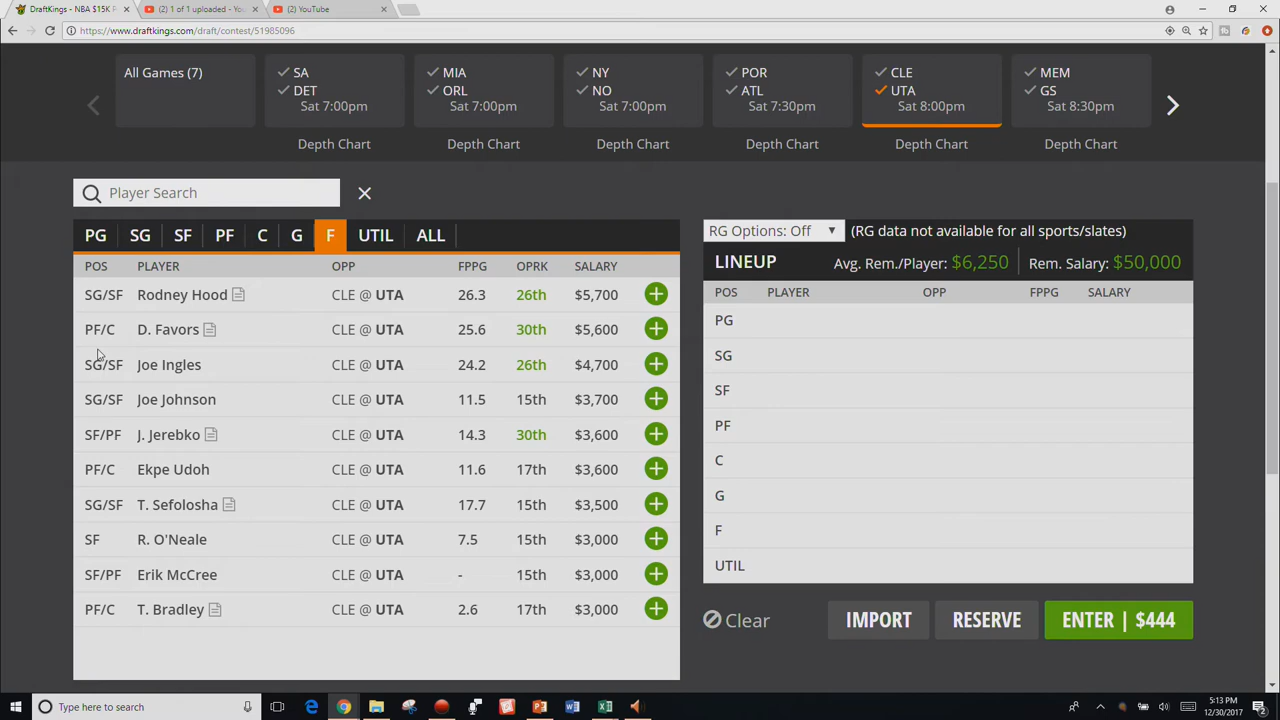 DraftKings - NBA $15K P
(2) 1 of 1 uploaded - You
(2) YouTube
https://www.draftkings.com/draft/contest/51985096
All Games (7)
SA
DET
Sat 7:00pm
MIA
ORL
Sat 7:00pm
NY
NO
Sat 7:00pm
POR
ATL
Sat 7:30pm
CLE
UTA
Sat 8:00pm
MEM
GS
Sat 8:30pm
Depth Chart Depth Chart Depth Chart Depth Chart Depth Chart Depth Chart
Player Search
PG SG SF PF C G F UTIL ALL
POS PLAYER OPP FPPG OPRK SALARY
SG/SF Rodney Hood CLE @ UTA 26.3 26th $5,700
PF/C D. Favors CLE @ UTA 25.6 30th $5,600
SG/SF Joe Ingles CLE @ UTA 24.2 26th $4,700
SG/SF Joe Johnson CLE @ UTA 11.5 15th $3,700
SF/PF J. Jerebko CLE @ UTA 14.3 30th $3,600
PF/C Ekpe Udoh CLE @ UTA 11.6 17th $3,600
SG/SF T. Sefolosha CLE @ UTA 17.7 15th $3,500
SF R. O'Neale CLE @ UTA 7.5 15th $3,000
SF/PF Erik McCree CLE @ UTA - 15th $3,000
PF/C T. Bradley CLE @ UTA 2.6 17th $3,000
RG Options: Off (RG data not available for all sports/slates)
LINEUP Avg. Rem./Player: $6,250 Rem. Salary: $50,000
POS PLAYER OPP FPPG SALARY
PG
SG
SF
PF
C
G
F
UTIL
Clear IMPORT RESERVE ENTER | $444
Type here to search
5:13 PM
12/30/2017
2